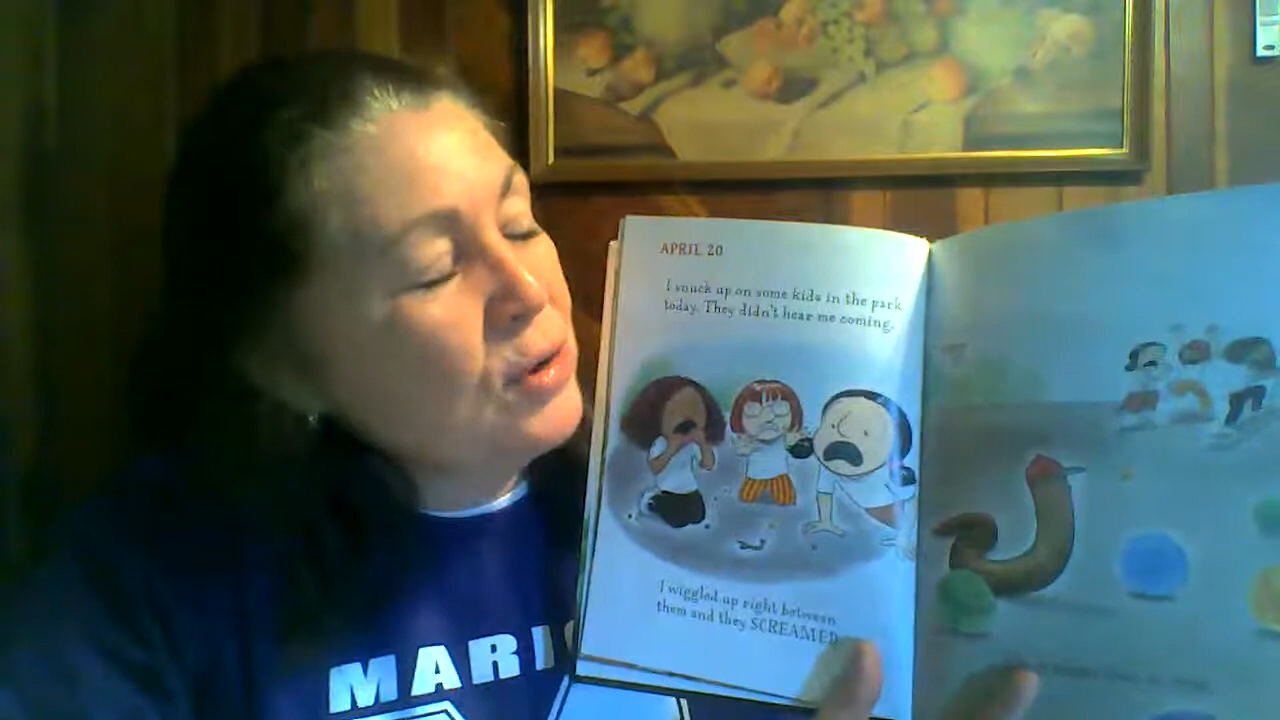 APRIL 20
I snuck up on some kids in the park
today. They didn't hear me coming.
I wiggled up right between
them and they SCREAMED
MARI